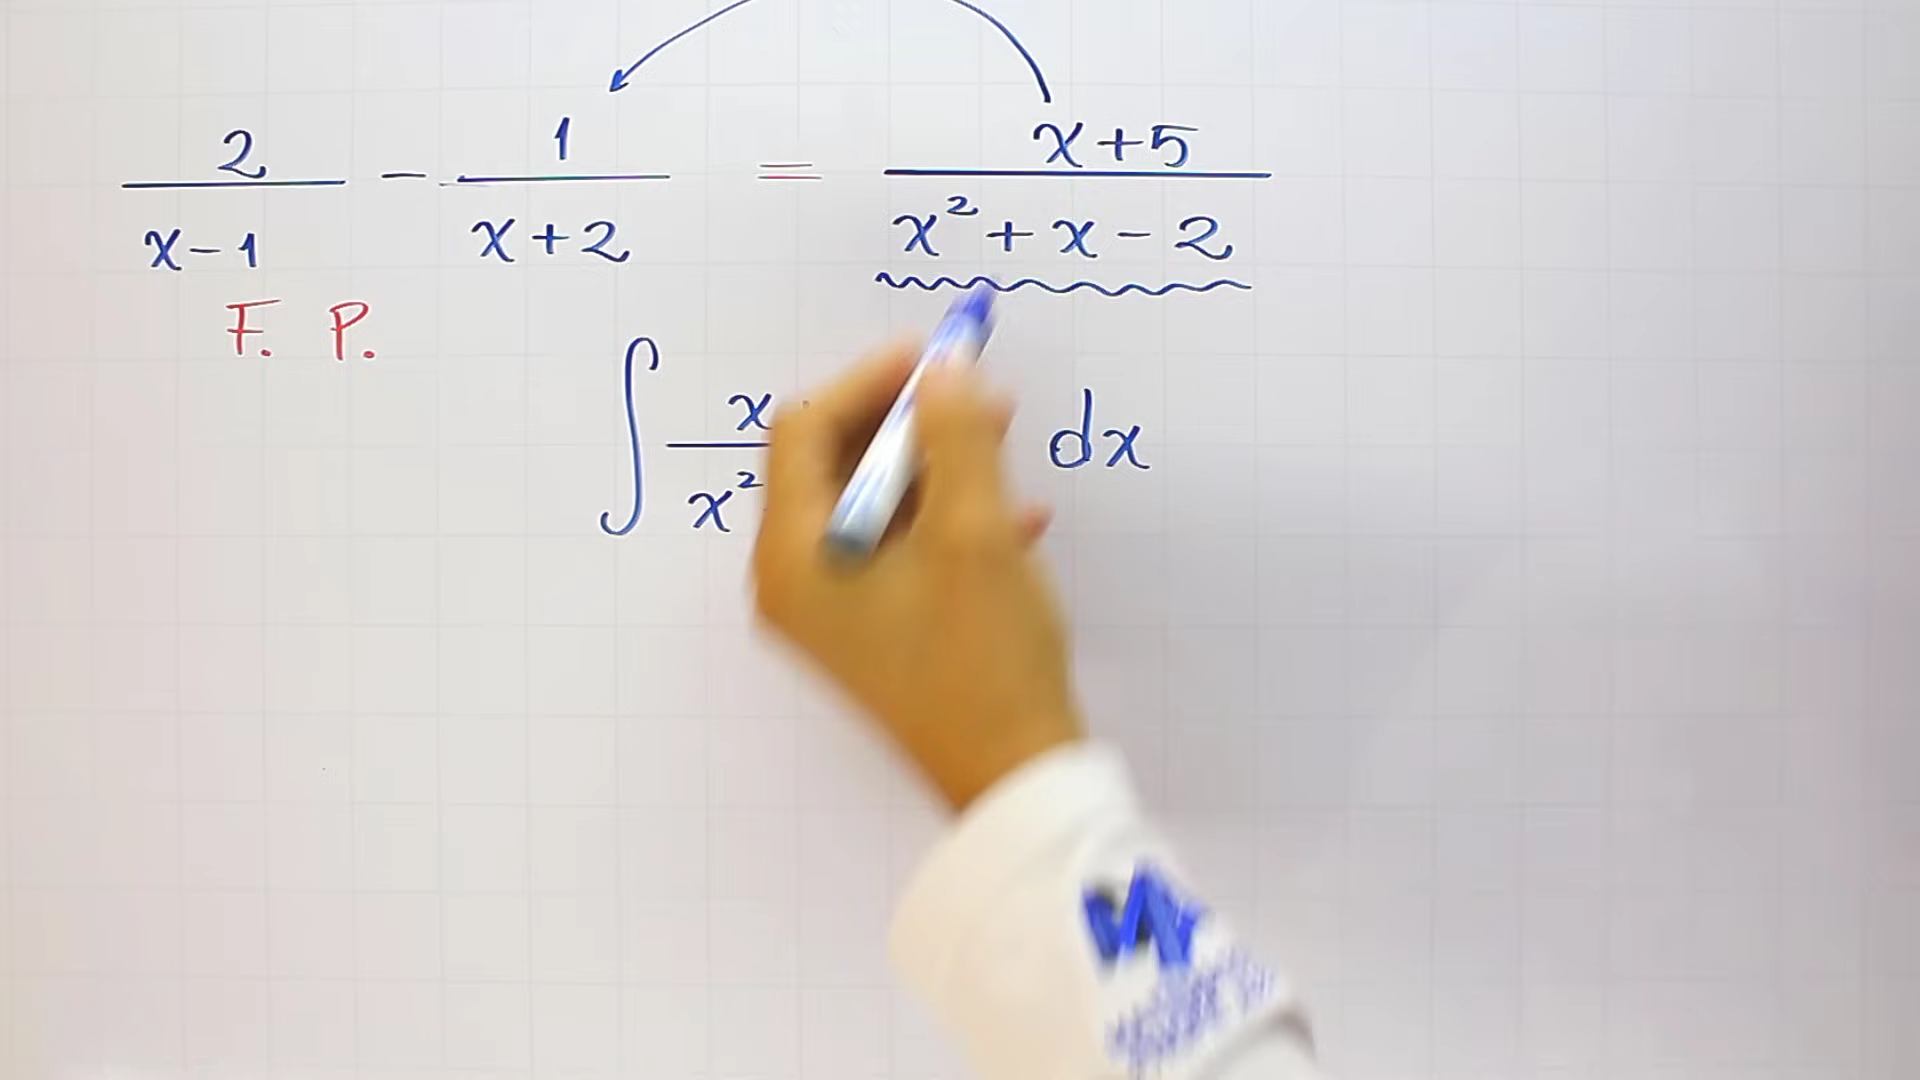 2/(x-1) - 1/(x+2) = (x+5)/(x²+x-2)
F. P.
∫ x / x² dx